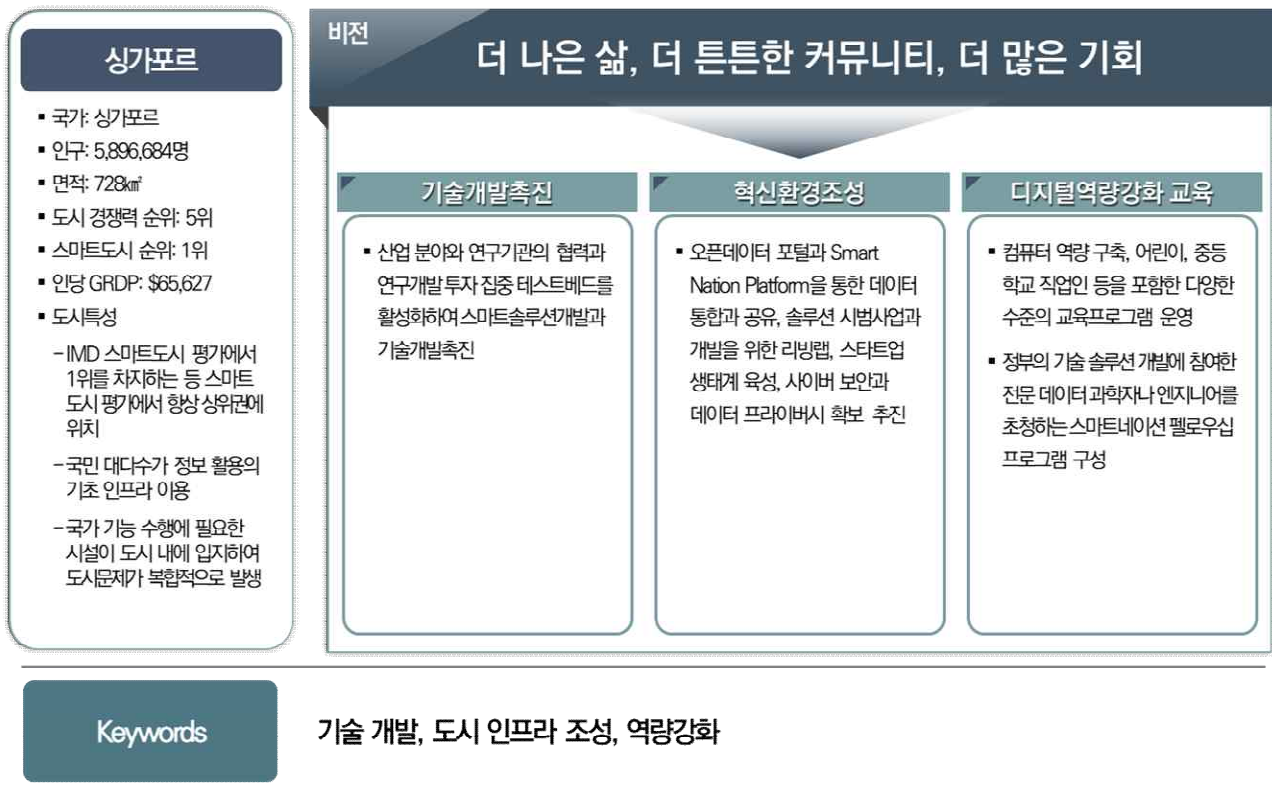 싱가포르
▪ 국가: 싱가포르
▪ 인구: 5,896,684명
▪ 면적: 728㎢
▪ 도시 경쟁력 순위: 5위
▪ 스마트도시 순위: 1위
▪ 인당 GRDP: $65,627
▪ 도시특성
–IMD 스마트도시 평가에서
1위를 차지하는 등 스마트
도시 평가에서 항상 상위권에
위치
–국민 대다수가 정보 활용의
기초 인프라 이용
–국가 기능 수행에 필요한
시설이 도시 내에 입지하여
도시문제가 복합적으로 발생
비전
더 나은 삶, 더 튼튼한 커뮤니티, 더 많은 기회
기술개발촉진
▪ 산업 분야와 연구기관의 협력과
연구개발 투자 집중 테스트베드를
활성화하여 스마트솔루션개발과
기술개발촉진
혁신환경조성
▪ 오픈데이터 포털과 Smart
Nation Platform을 통한 데이터
통합과 공유, 솔루션 시범사업과
개발을 위한 리빙랩, 스타트업
생태계 육성, 사이버 보안과
데이터 프라이버시 확보 추진
디지털역량강화 교육
▪ 컴퓨터 역량 구축, 어린이, 중등
학교 직업인 등을 포함한 다양한
수준의 교육프로그램 운영
▪ 정부의 기술 솔루션 개발에 참여한
전문 데이터 과학자나 엔지니어를
초청하는 스마트네이션 펠로우십
프로그램 구성
Keywords
기술 개발, 도시 인프라 조성, 역량강화